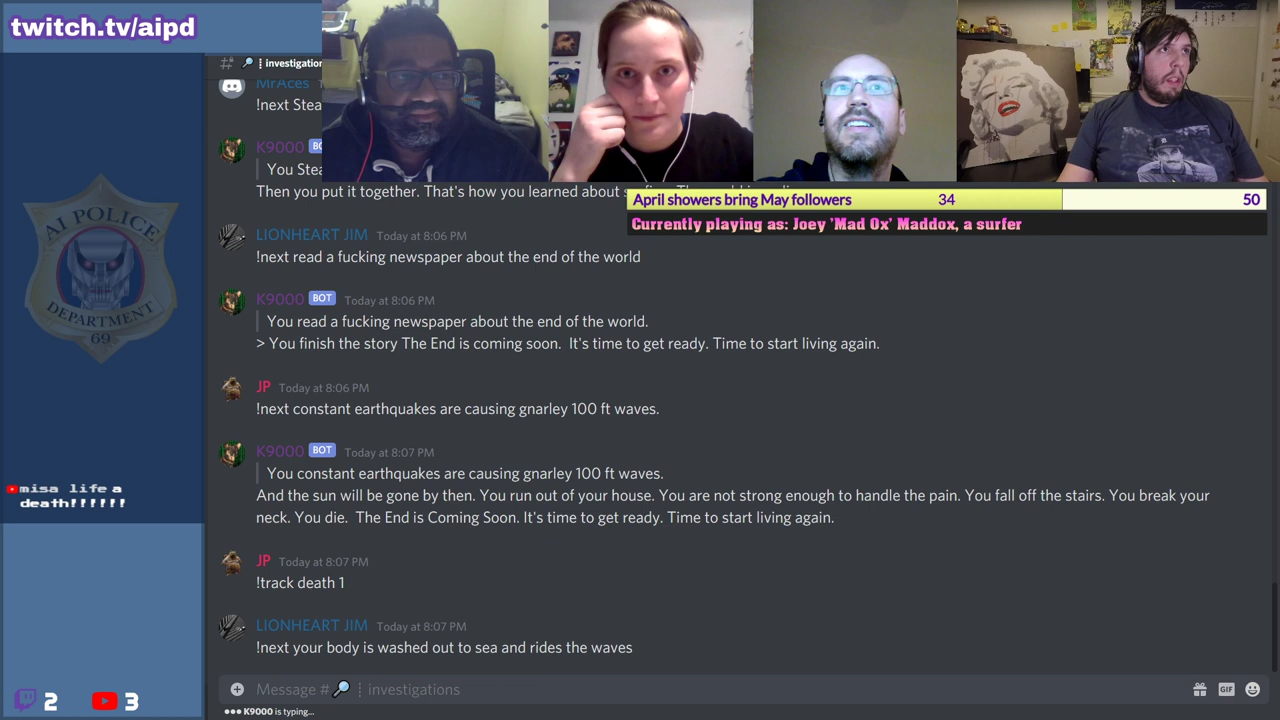 twitch.tv/aipd
# investigation
MrAces
!next Stea
K9000 BO
You Stea
Then you put it together. That's how you learned about
April showers bring May followers 34 50
Currently playing as: Joey 'Mad Ox' Maddox, a surfer
LIONHEART JIM Today at 8:06 PM
!next read a fucking newspaper about the end of the world
K9000 BOT Today at 8:06 PM
You read a fucking newspaper about the end of the world.
> You finish the story The End is coming soon. It's time to get ready. Time to start living again.
JP Today at 8:06 PM
!next constant earthquakes are causing gnarley 100 ft waves.
K9000 BOT Today at 8:07 PM
You constant earthquakes are causing gnarley 100 ft waves.
And the sun will be gone by then. You run out of your house. You are not strong enough to handle the pain. You fall off the stairs. You break your
neck. You die. The End is Coming Soon. It's time to get ready. Time to start living again.
JP Today at 8:07 PM
!track death 1
LIONHEART JIM Today at 8:07 PM
!next your body is washed out to sea and rides the waves
Message # investigations
GIF
K9000 is typing...
AI POLICE
DEPARTMENT
69
misa life a
death!!!!!!
2 3